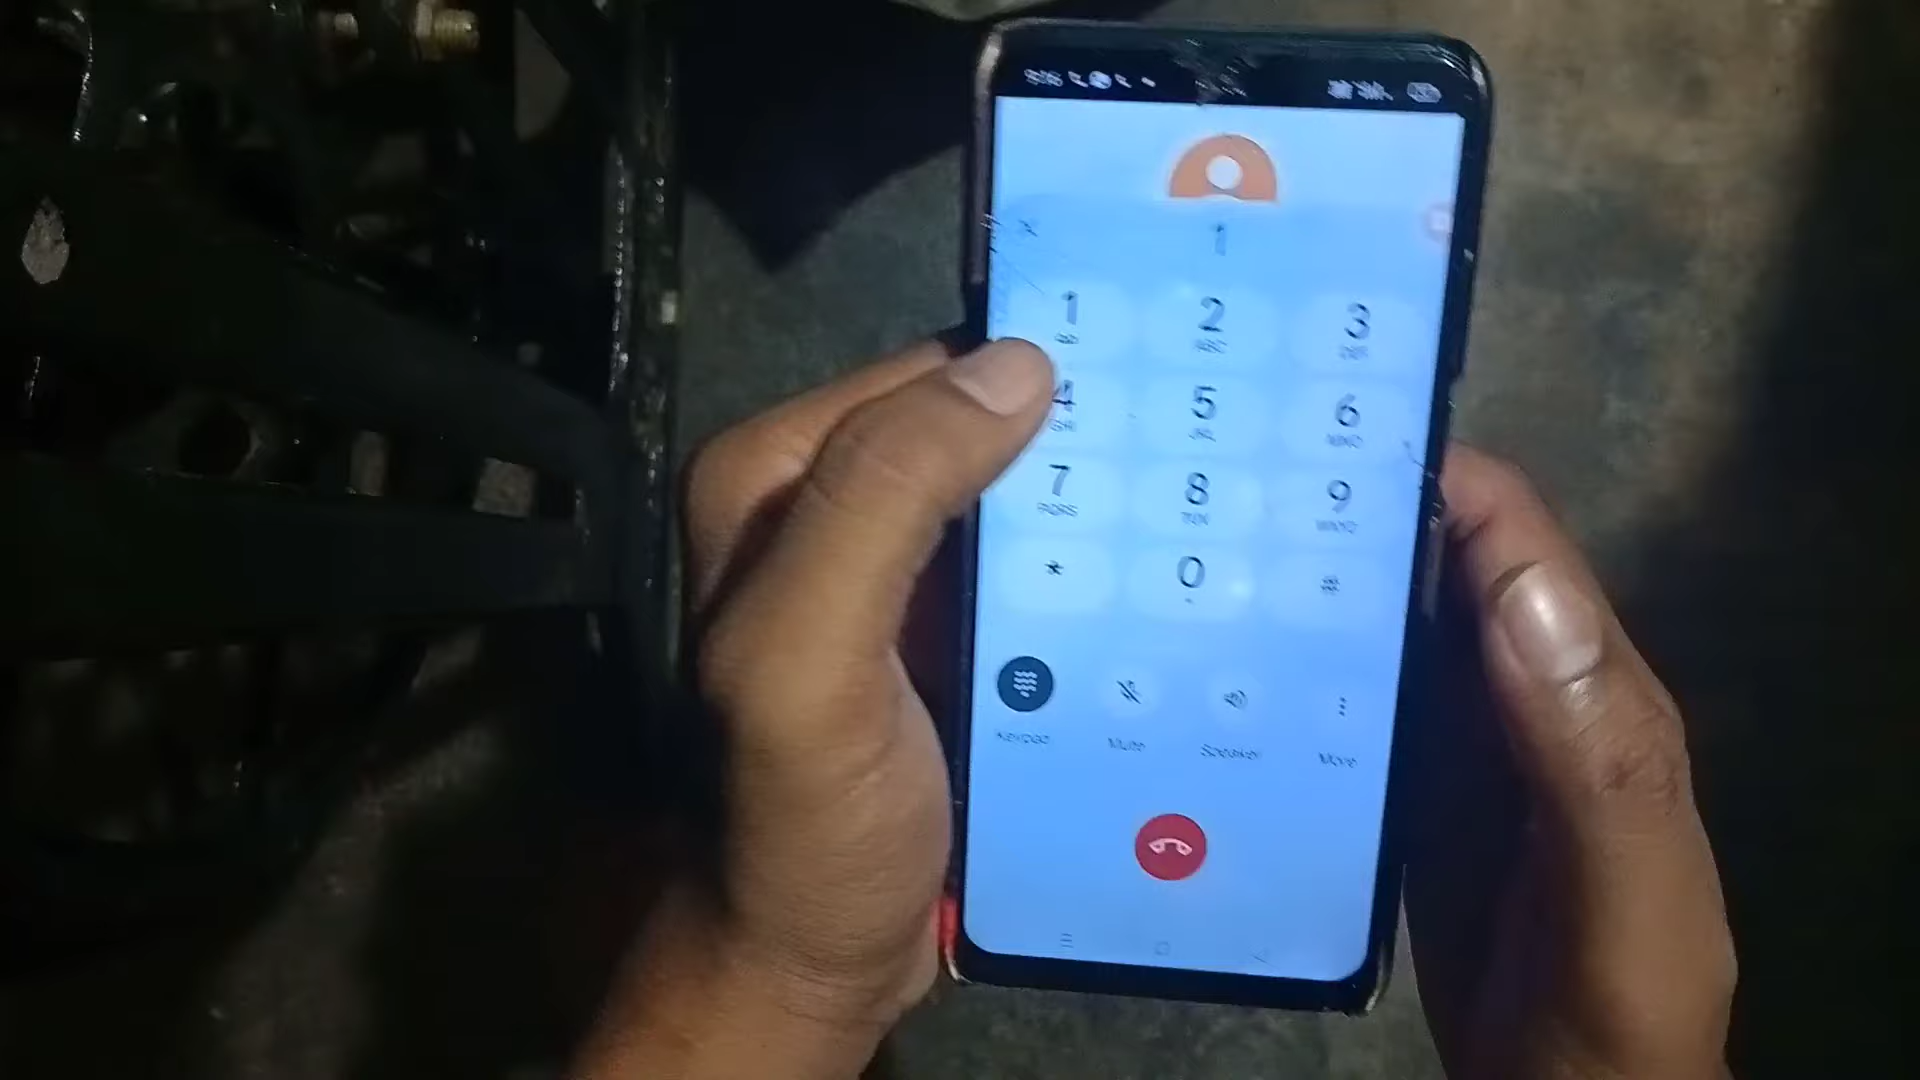 1
1 2 3
ABC DEF
4 5 6
GHI JKL MNO
7 8 9
PQRS TUV WXYZ
* 0 #
+
Keypad Mute Speaker More